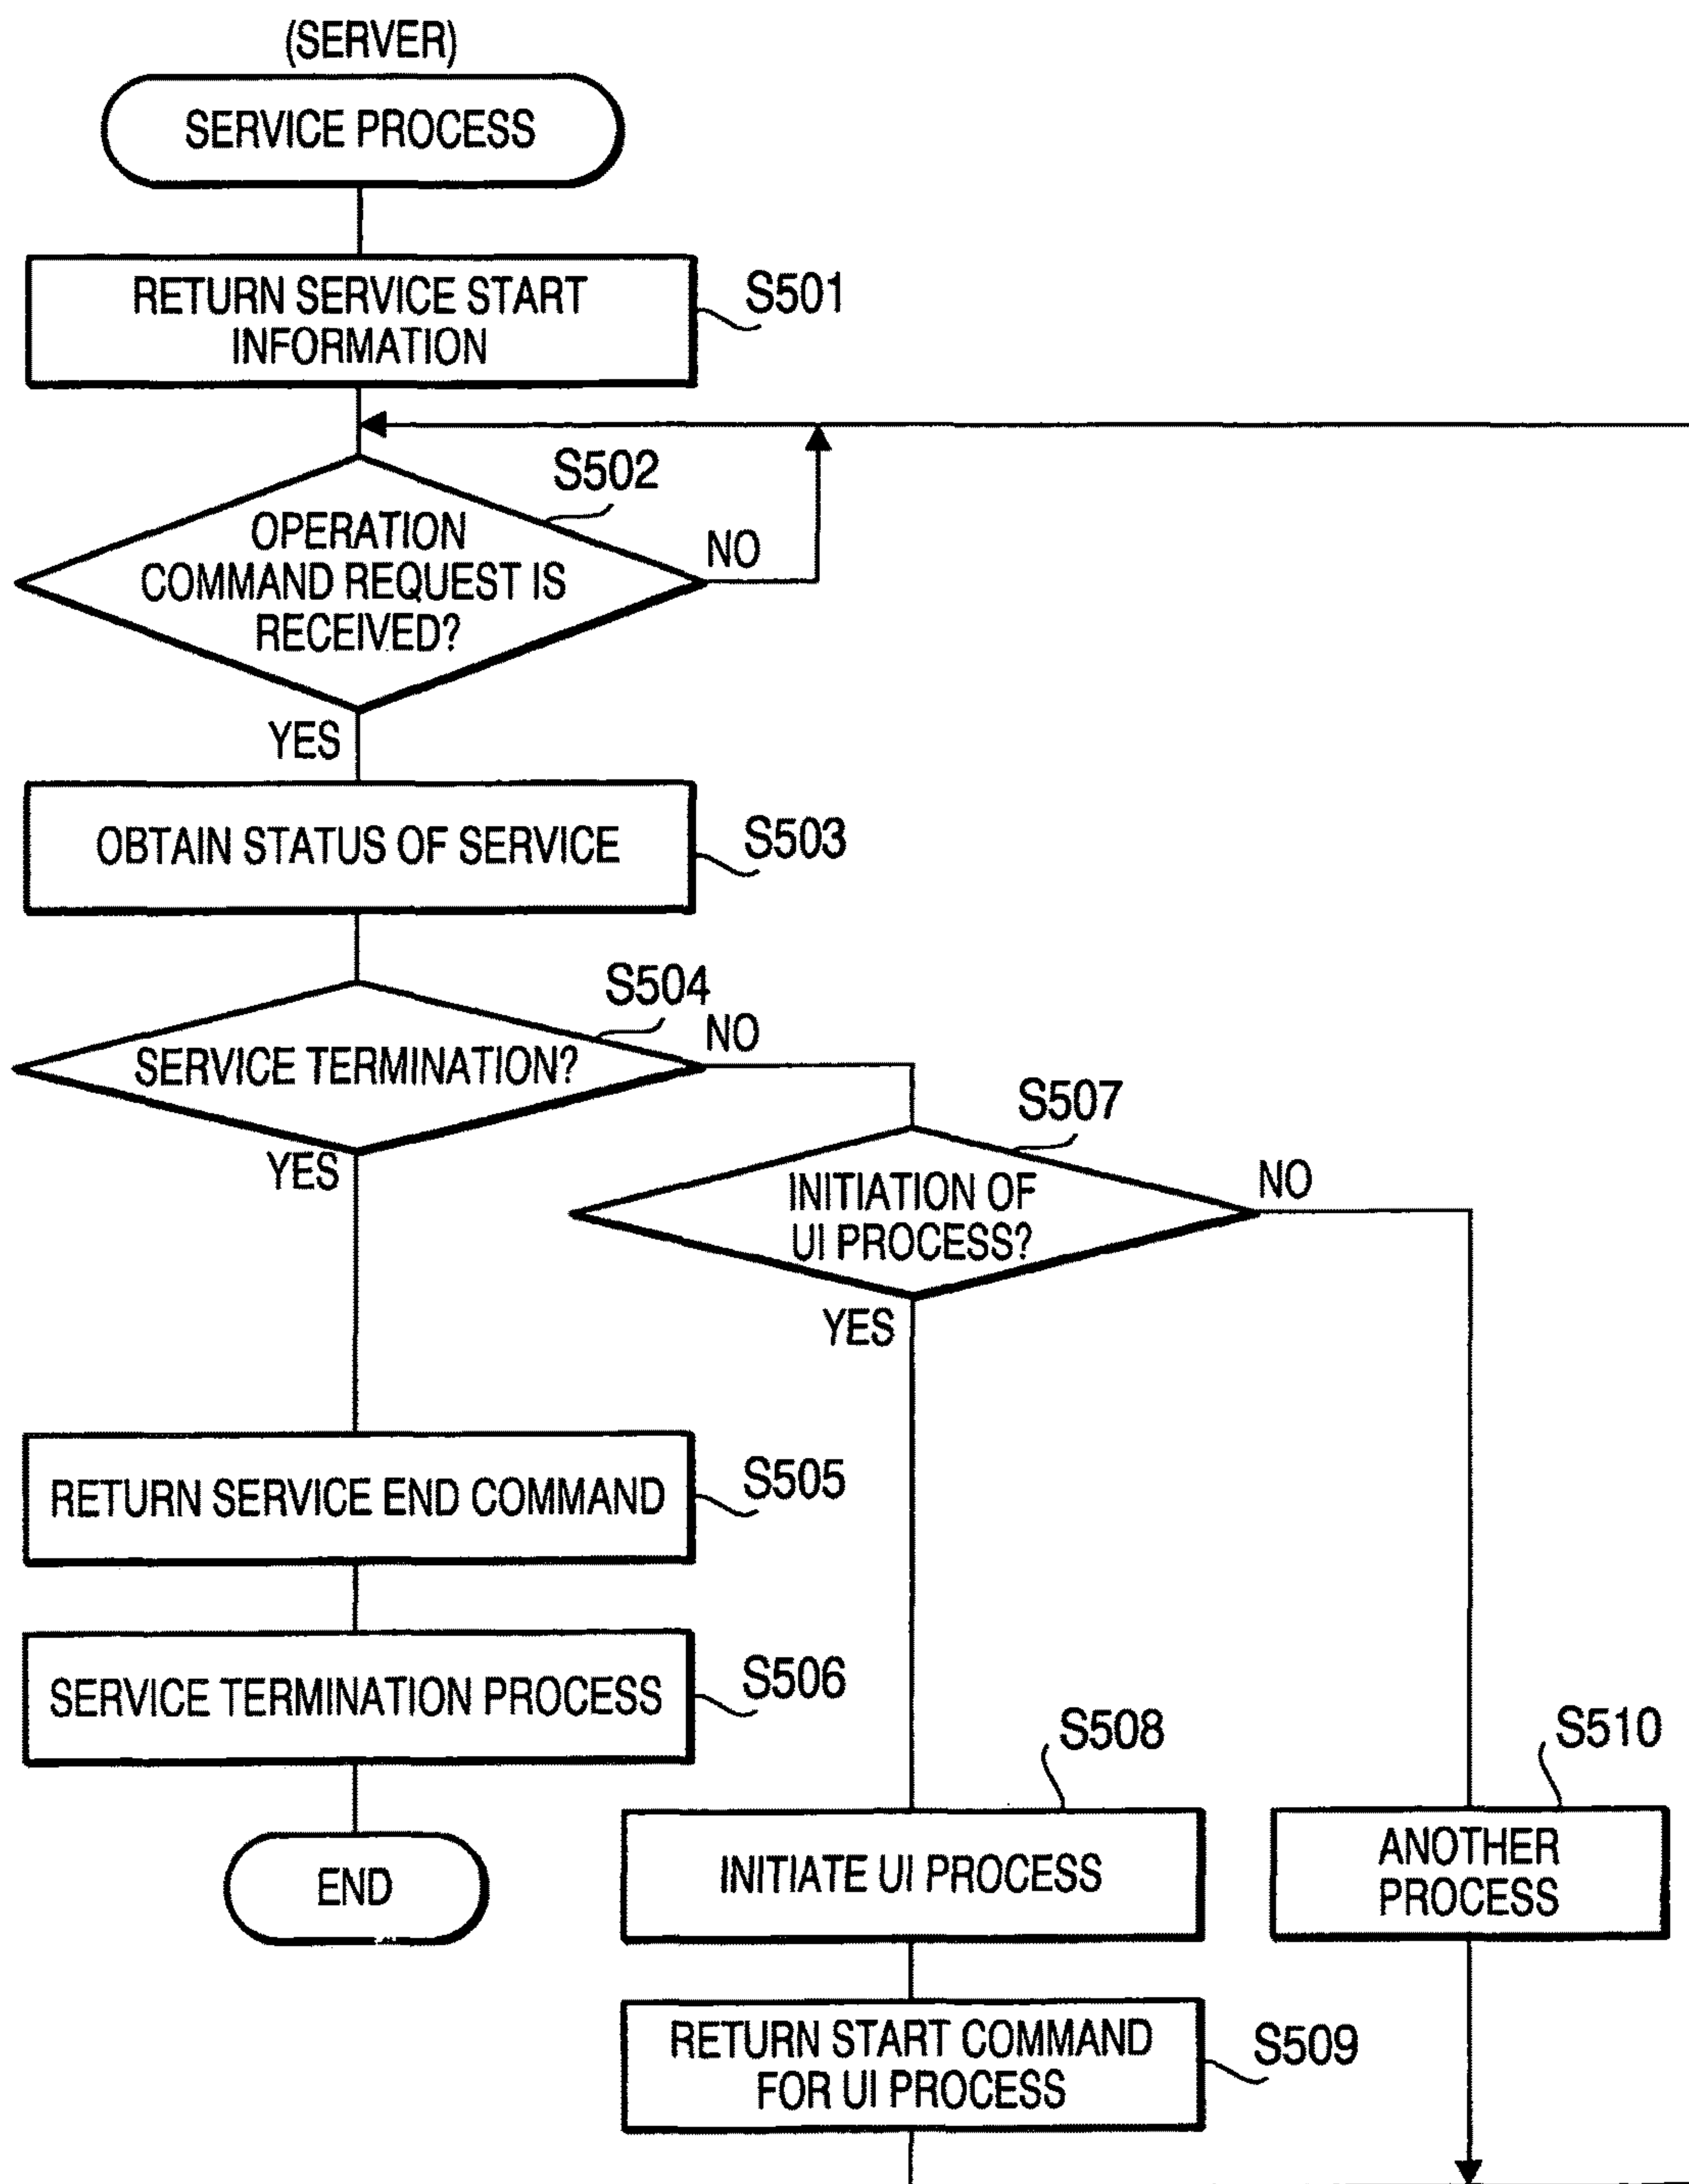 (SERVER)
SERVICE PROCESS
RETURN SERVICE START
INFORMATION
S501
S502
OPERATION
COMMAND REQUEST IS
RECEIVED?
NO
YES
OBTAIN STATUS OF SERVICE
S503
S504
SERVICE TERMINATION?
NO
YES
S507
INITIATION OF
UI PROCESS?
NO
YES
RETURN SERVICE END COMMAND
S505
SERVICE TERMINATION PROCESS
S506
END
S508
INITIATE UI PROCESS
S510
ANOTHER
PROCESS
RETURN START COMMAND
FOR UI PROCESS
S509